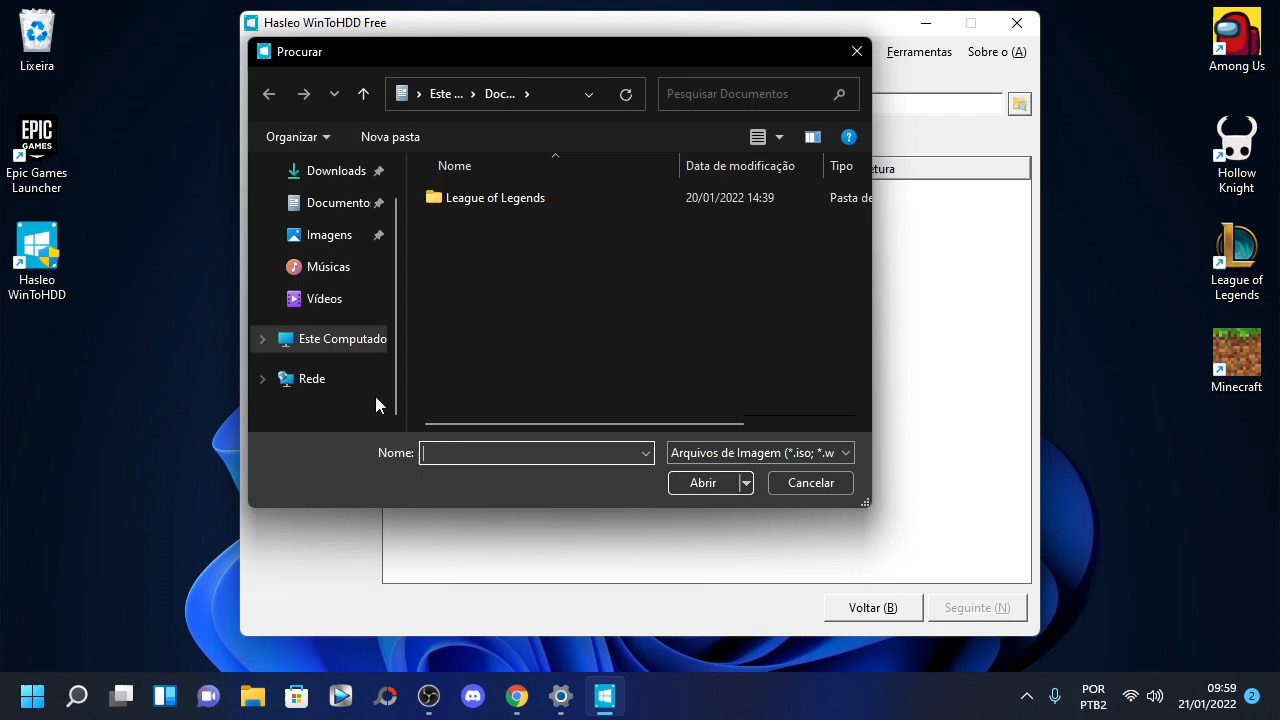 Lixeira
EPIC
GAMES
Epic Games
Launcher
Hasleo
WinToHDD
Hasleo WinToHDD Free
Ferramentas
Sobre o (A)
Procurar
Este ...
Doc...
Pesquisar Documentos
Organizar
Nova pasta
Downloads
Documento
Imagens
Músicas
Vídeos
Este Computado
Rede
Nome
Data de modificação
Tipo
League of Legends
20/01/2022 14:39
Pasta de
etura
Nome:
Arquivos de Imagem (*.iso; *.w
Abrir
Cancelar
Voltar (B)
Seguinte (N)
Among Us
Hollow
Knight
League of
Legends
Minecraft
POR
PTB2
09:59
21/01/2022
2